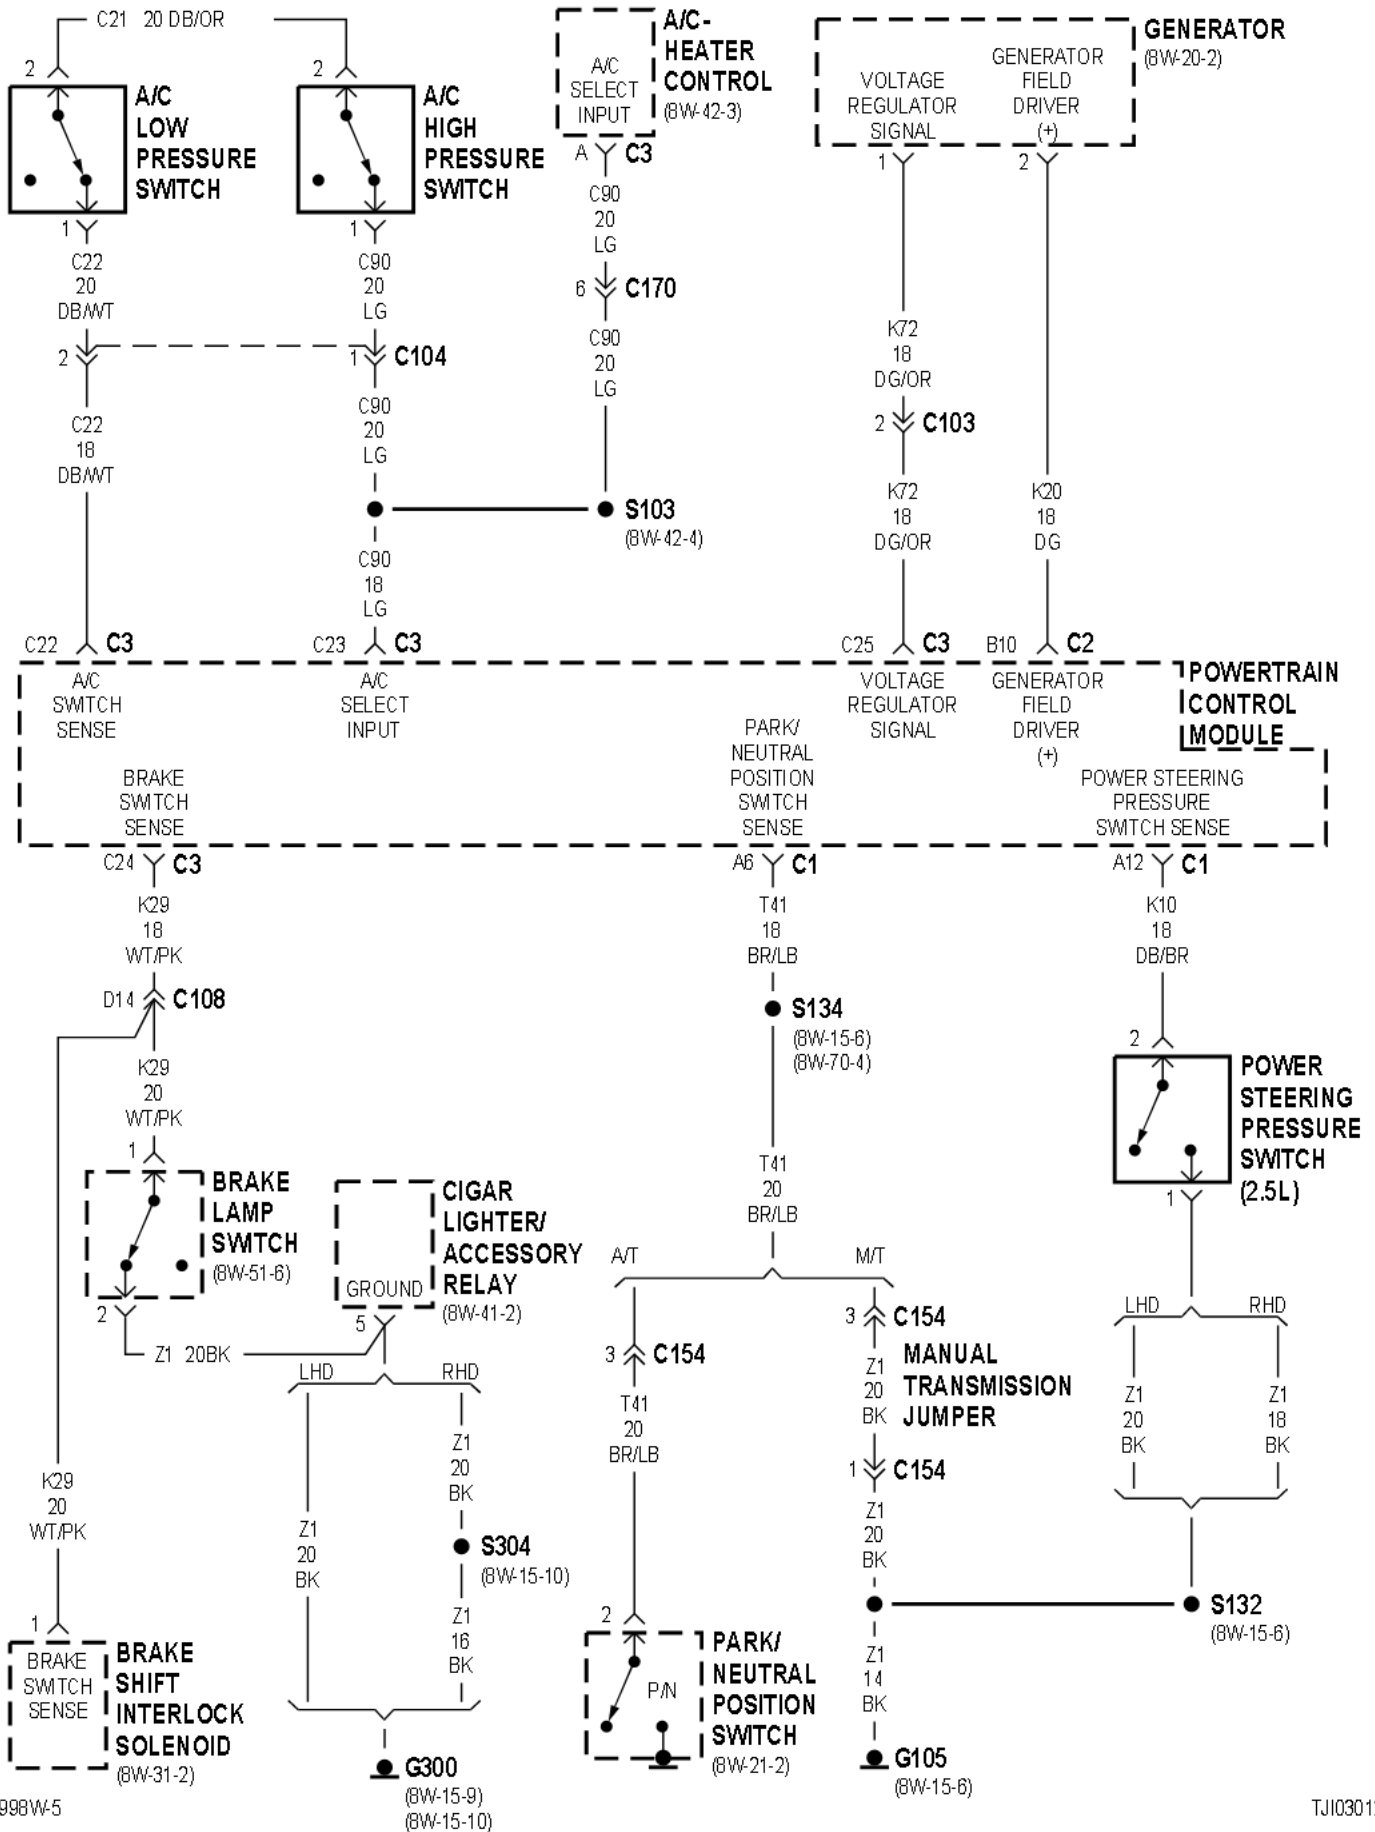 C21 20 DB/OR
2
A/C
LOW
PRESSURE
SWITCH
1
C22
20
DB/WT
2
C22
18
DB/WT
2
A/C
HIGH
PRESSURE
SWITCH
1
C90
20
LG
1 C104
C90
20
LG
C90
18
LG
A/C-
HEATER
CONTROL
(8W-42-3)
A/C
SELECT
INPUT
A C3
C90
20
LG
6 C170
C90
20
LG
S103
(8W-42-4)
GENERATOR
(8W-20-2)
VOLTAGE
REGULATOR
SIGNAL
GENERATOR
FIELD
DRIVER
(+)
1
2
K72
18
DG/OR
2 C103
K72
18
DG/OR
K20
18
DG
C22 C3
C23 C3
C25 C3
B10 C2
POWERTRAIN
CONTROL
MODULE
A/C
SWITCH
SENSE
A/C
SELECT
INPUT
VOLTAGE
REGULATOR
SIGNAL
GENERATOR
FIELD
DRIVER
(+)
BRAKE
SWITCH
SENSE
PARK/
NEUTRAL
POSITION
SWITCH
SENSE
POWER STEERING
PRESSURE
SWITCH SENSE
C24 C3
A6 C1
A12 C1
K29
18
WT/PK
D14 C108
K29
20
WT/PK
1
BRAKE
LAMP
SWITCH
(8W-51-6)
2
Z1 20BK
CIGAR
LIGHTER/
ACCESSORY
RELAY
(8W-41-2)
GROUND
5
LHD
RHD
Z1
20
BK
Z1
20
BK
S304
(8W-15-10)
Z1
16
BK
G300
(8W-15-9)
(8W-15-10)
K29
20
WT/PK
1
BRAKE
SWITCH
SENSE
BRAKE
SHIFT
INTERLOCK
SOLENOID
(8W-31-2)
T41
18
BR/LB
S134
(8W-15-6)
(8W-70-4)
T41
20
BR/LB
A/T
M/T
3 C154
T41
20
BR/LB
2
P/N
PARK/
NEUTRAL
POSITION
SWITCH
(8W-21-2)
3 C154
Z1
20
BK
MANUAL
TRANSMISSION
JUMPER
1 C154
Z1
20
BK
Z1
14
BK
G105
(8W-15-6)
K10
18
DB/BR
2
POWER
STEERING
PRESSURE
SWITCH
(2.5L)
1
LHD
RHD
Z1
20
BK
Z1
18
BK
S132
(8W-15-6)
998W-5